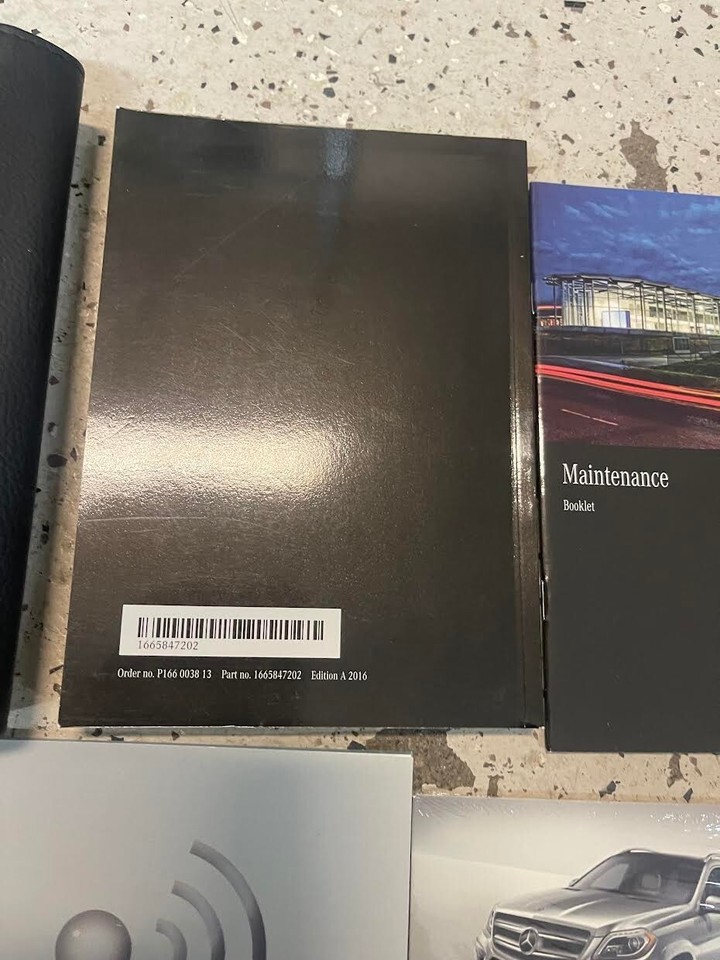 Maintenance
Booklet
1665847202
Order no. P166 0038 13 Part no. 1665847202 Edition A 2016